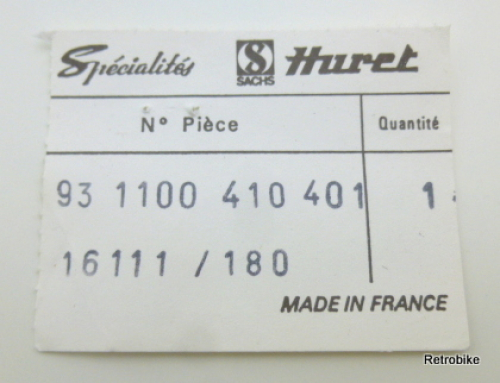 Spécialités SACHS Huret
N° Pièce Quantité
93 1100 410 401 1
16111 / 180
MADE IN FRANCE
Retrobike